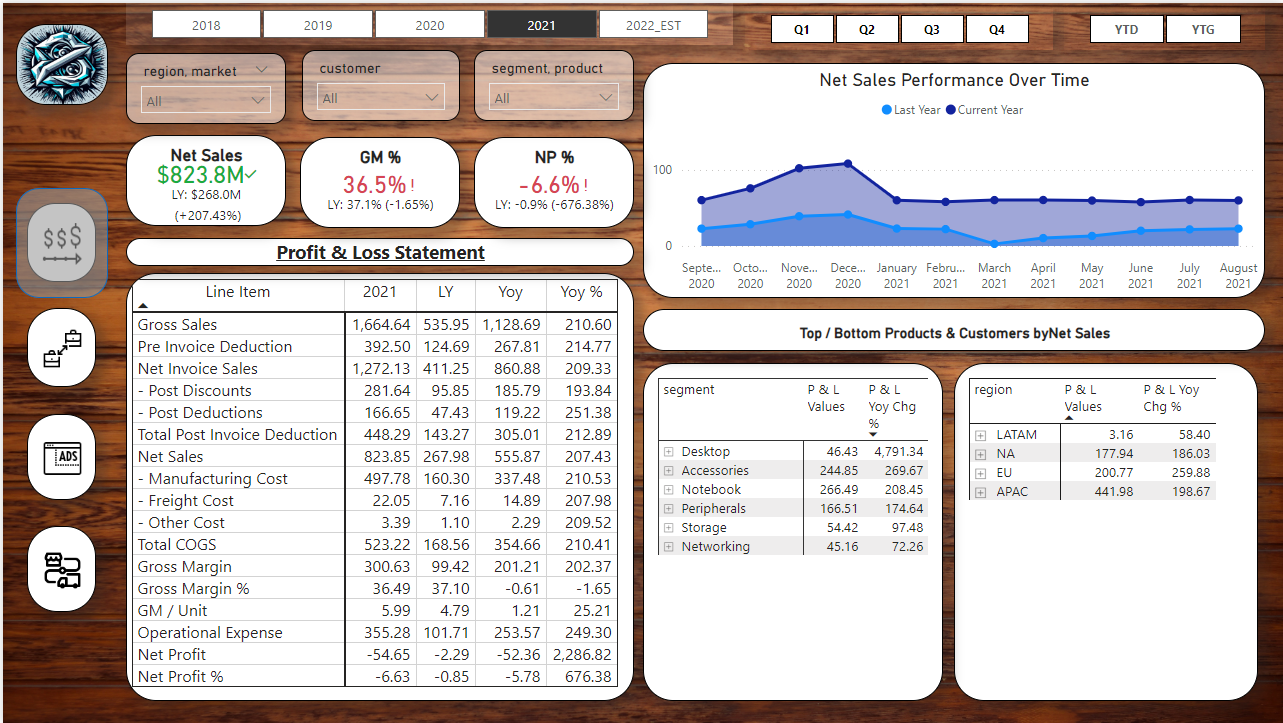 2018 2019 2020 2021 2022_EST
Q1 Q2 Q3 Q4
YTD YTG
region, market
All
customer
All
segment, product
All
Net Sales
$823.8M
LY: $268.0M
(+207.43%)
GM %
36.5% !
LY: 37.1% (-1.65%)
NP %
-6.6% !
LY: -0.9% (-676.38%)
Net Sales Performance Over Time
Last Year Current Year
100
0
Septe... Octo... Nove... Dece... January Febru... March April May June July August
2020 2020 2020 2020 2021 2021 2021 2021 2021 2021 2021 2021
$$$
ADS
Profit & Loss Statement
Line Item 2021 LY Yoy Yoy %
Gross Sales 1,664.64 535.95 1,128.69 210.60
Pre Invoice Deduction 392.50 124.69 267.81 214.77
Net Invoice Sales 1,272.13 411.25 860.88 209.33
- Post Discounts 281.64 95.85 185.79 193.84
- Post Deductions 166.65 47.43 119.22 251.38
Total Post Invoice Deduction 448.29 143.27 305.01 212.89
Net Sales 823.85 267.98 555.87 207.43
- Manufacturing Cost 497.78 160.30 337.48 210.53
- Freight Cost 22.05 7.16 14.89 207.98
- Other Cost 3.39 1.10 2.29 209.52
Total COGS 523.22 168.56 354.66 210.41
Gross Margin 300.63 99.42 201.21 202.37
Gross Margin % 36.49 37.10 -0.61 -1.65
GM / Unit 5.99 4.79 1.21 25.21
Operational Expense 355.28 101.71 253.57 249.30
Net Profit -54.65 -2.29 -52.36 2,286.82
Net Profit % -6.63 -0.85 -5.78 676.38
Top / Bottom Products & Customers byNet Sales
segment P & L Values P & L Yoy Chg %
Desktop 46.43 4,791.34
Accessories 244.85 269.67
Notebook 266.49 208.45
Peripherals 166.51 174.64
Storage 54.42 97.48
Networking 45.16 72.26
region P & L Values P & L Yoy Chg %
LATAM 3.16 58.40
NA 177.94 186.03
EU 200.77 259.88
APAC 441.98 198.67